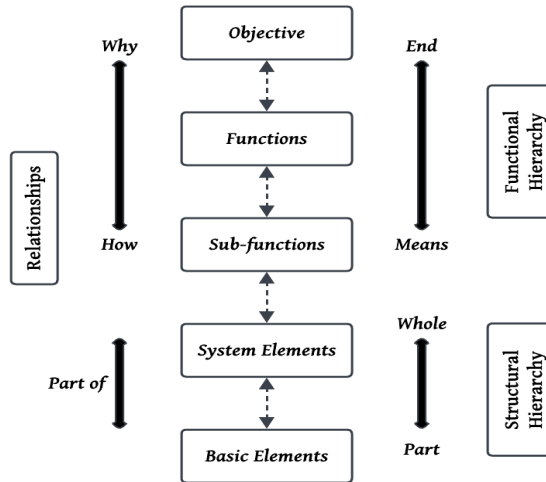 Why
Objective
End
Functions
Functional
Hierarchy
Relationships
How
Sub-functions
Means
Whole
System Elements
Part of
Structural
Hierarchy
Part
Basic Elements